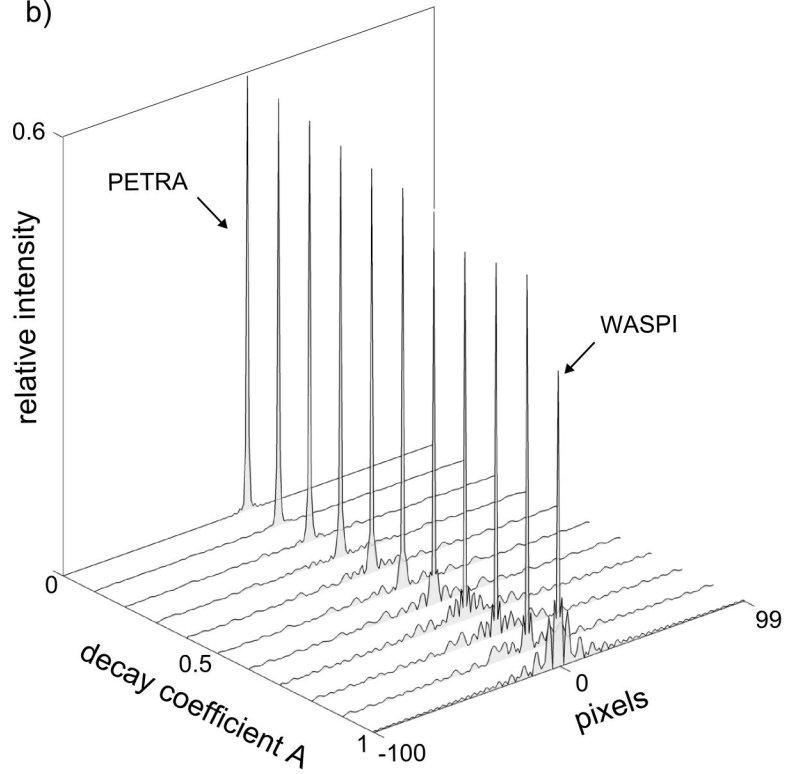 b)
0.6
PETRA
relative intensity
WASPI
0
0.5
decay coefficient A
1
-100
0
pixels
99